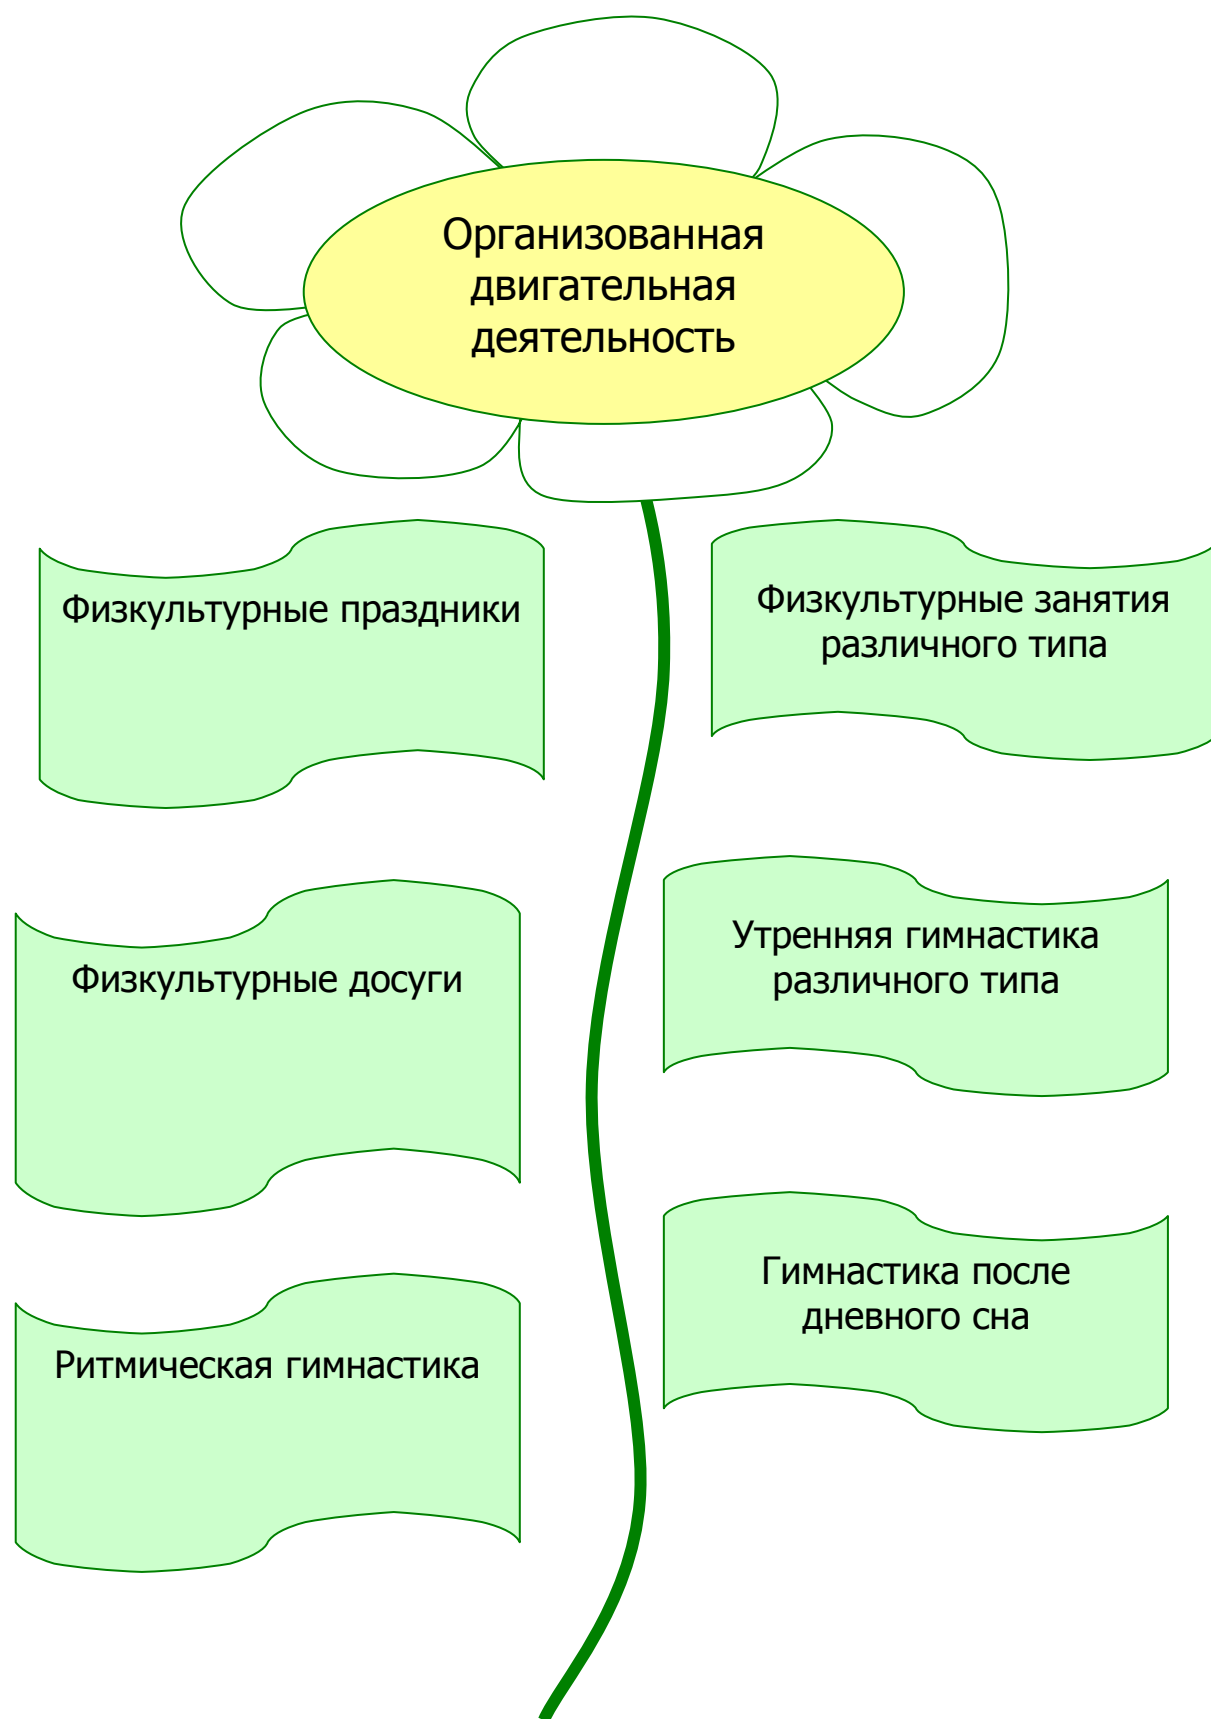 Организованная
двигательная
деятельность
Физкультурные праздники
Физкультурные занятия
различного типа
Физкультурные досуги
Утренняя гимнастика
различного типа
Ритмическая гимнастика
Гимнастика после
дневного сна